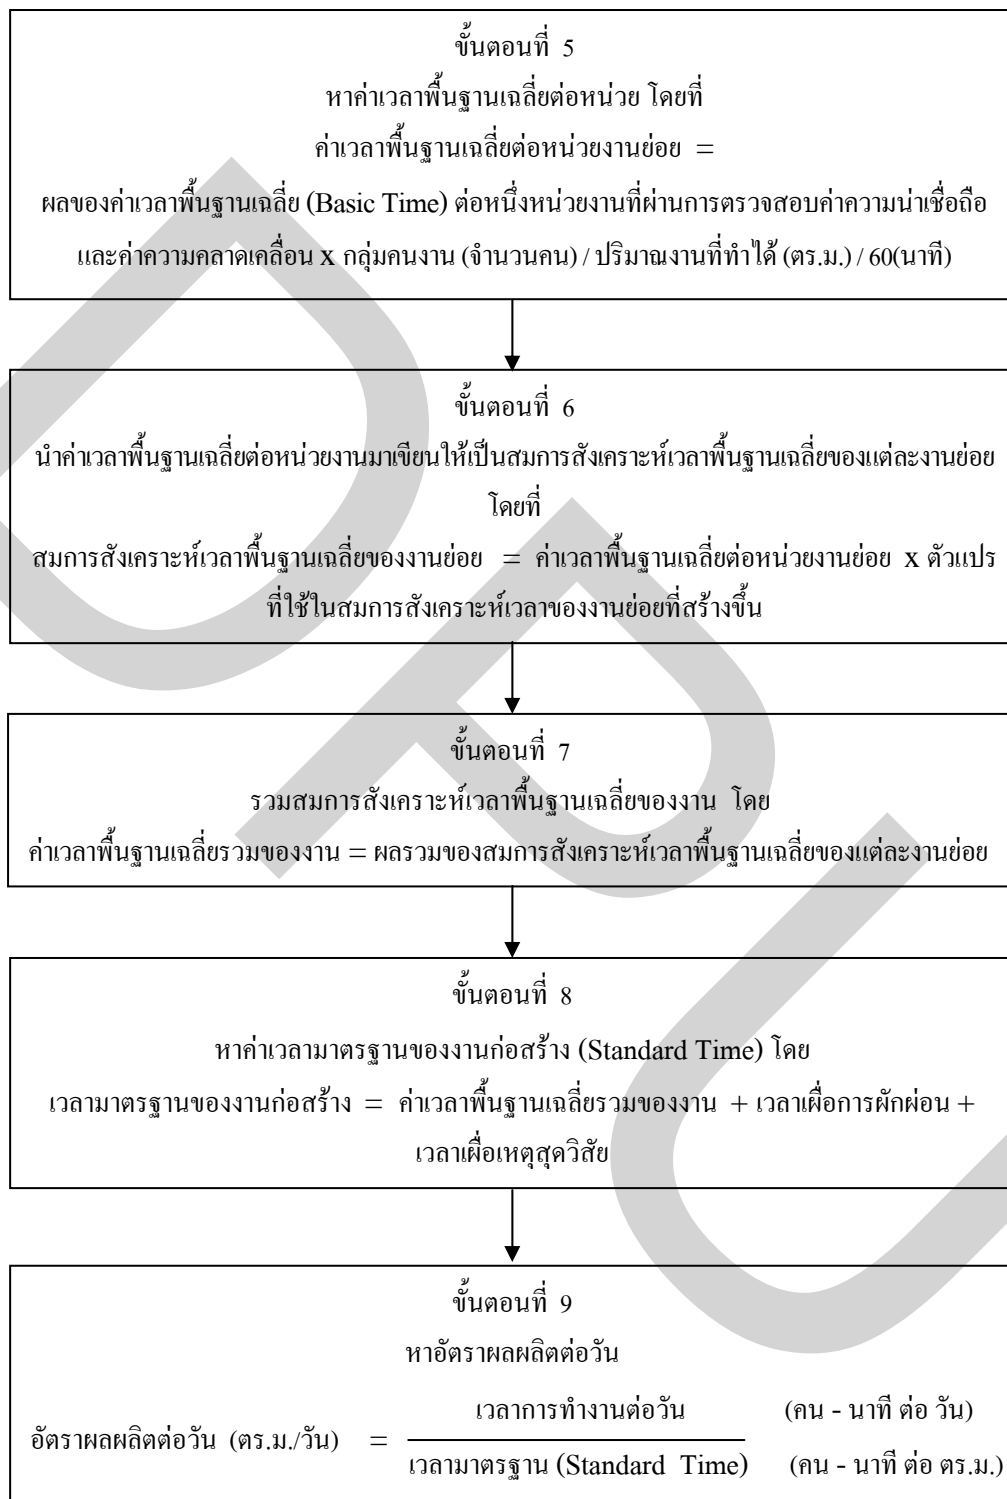 ขั้นตอนที่ 5
หาค่าเวลาพื้นฐานเฉลี่ยต่อหน่วย โดยที่
ค่าเวลาพื้นฐานเฉลี่ยต่อหน่วยงานย่อย =
ผลของค่าเวลาพื้นฐานเฉลี่ย (Basic Time) ต่อหนึ่งหน่วยงานที่ผ่านการตรวจสอบค่าความน่าเชื่อถือ
และค่าความคลาดเคลื่อน x กลุ่มคนงาน (จำนวนคน) / ปริมาณงานที่ทำได้ (ตร.ม.) / 60(นาที)
ขั้นตอนที่ 6
นำค่าเวลาพื้นฐานเฉลี่ยต่อหน่วยงานมาเขียนให้เป็นสมการสังเคราะห์เวลาพื้นฐานเฉลี่ยของแต่ละงานย่อย
โดยที่
สมการสังเคราะห์เวลาพื้นฐานเฉลี่ยของงานย่อย = ค่าเวลาพื้นฐานเฉลี่ยต่อหน่วยงานย่อย x ตัวแปร
ที่ใช้ในสมการสังเคราะห์เวลาของงานย่อยที่สร้างขึ้น
ขั้นตอนที่ 7
รวมสมการสังเคราะห์เวลาพื้นฐานเฉลี่ยของงาน โดย
ค่าเวลาพื้นฐานเฉลี่ยรวมของงาน = ผลรวมของสมการสังเคราะห์เวลาพื้นฐานเฉลี่ยของแต่ละงานย่อย
ขั้นตอนที่ 8
หาค่าเวลามาตรฐานของงานก่อสร้าง (Standard Time) โดย
เวลามาตรฐานของงานก่อสร้าง = ค่าเวลาพื้นฐานเฉลี่ยรวมของงาน + เวลาเผื่อการผักผ่อน +
เวลาเผื่อเหตุสุดวิสัย
ขั้นตอนที่ 9
หาอัตราผลผลิตต่อวัน
เวลาการทำงานต่อวัน (คน - นาที ต่อ วัน)
อัตราผลผลิตต่อวัน (ตร.ม./วัน) =
เวลามาตรฐาน (Standard Time) (คน - นาที ต่อ ตร.ม.)
DPU